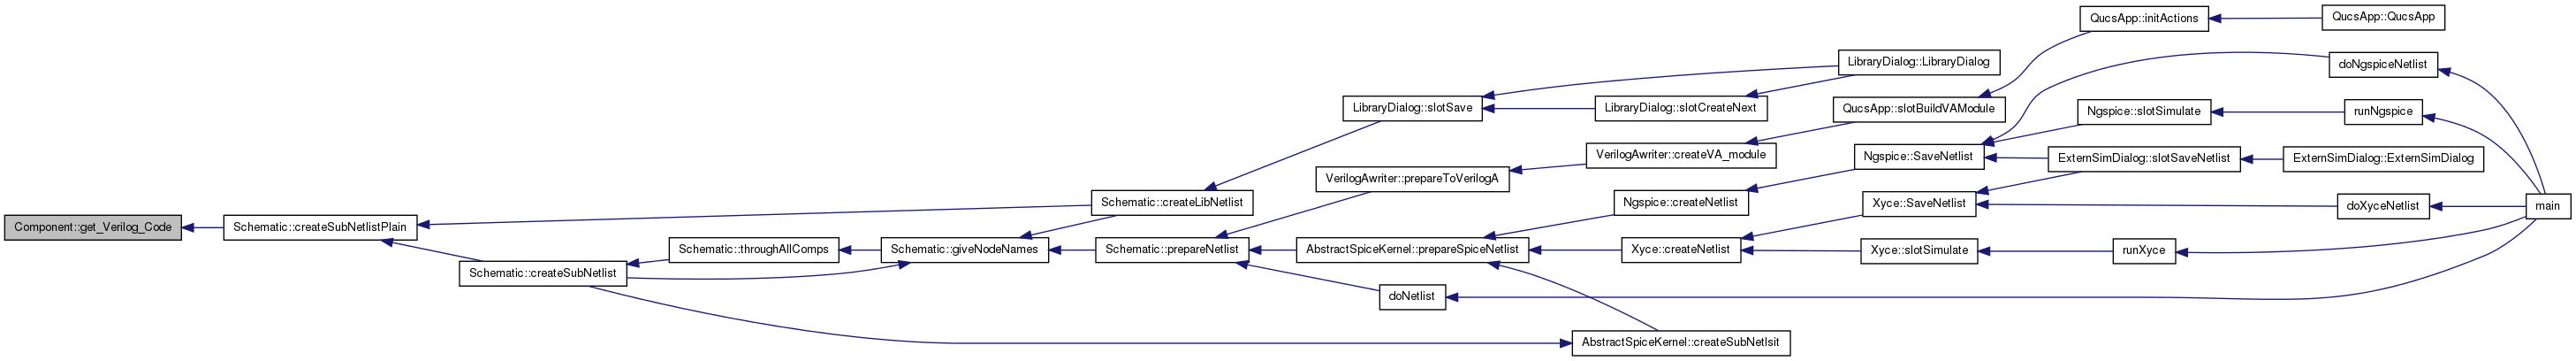 Component::get_Verilog_Code
Schematic::createSubNetlistPlain
Schematic::createSubNetlist
Schematic::throughAllComps
Schematic::giveNodeNames
Schematic::createLibNetlist
Schematic::prepareNetlist
LibraryDialog::slotSave
VerilogAwriter::prepareToVerilogA
AbstractSpiceKernel::prepareSpiceNetlist
doNetlist
AbstractSpiceKernel::createSubNetlsit
LibraryDialog::LibraryDialog
LibraryDialog::slotCreateNext
VerilogAwriter::createVA_module
Ngspice::createNetlist
Xyce::createNetlist
QucsApp::slotBuildVAModule
Ngspice::SaveNetlist
Xyce::SaveNetlist
Xyce::slotSimulate
QucsApp::initActions
Ngspice::slotSimulate
ExternSimDialog::slotSaveNetlist
runXyce
QucsApp::QucsApp
doNgspiceNetlist
runNgspice
ExternSimDialog::ExternSimDialog
doXyceNetlist
main